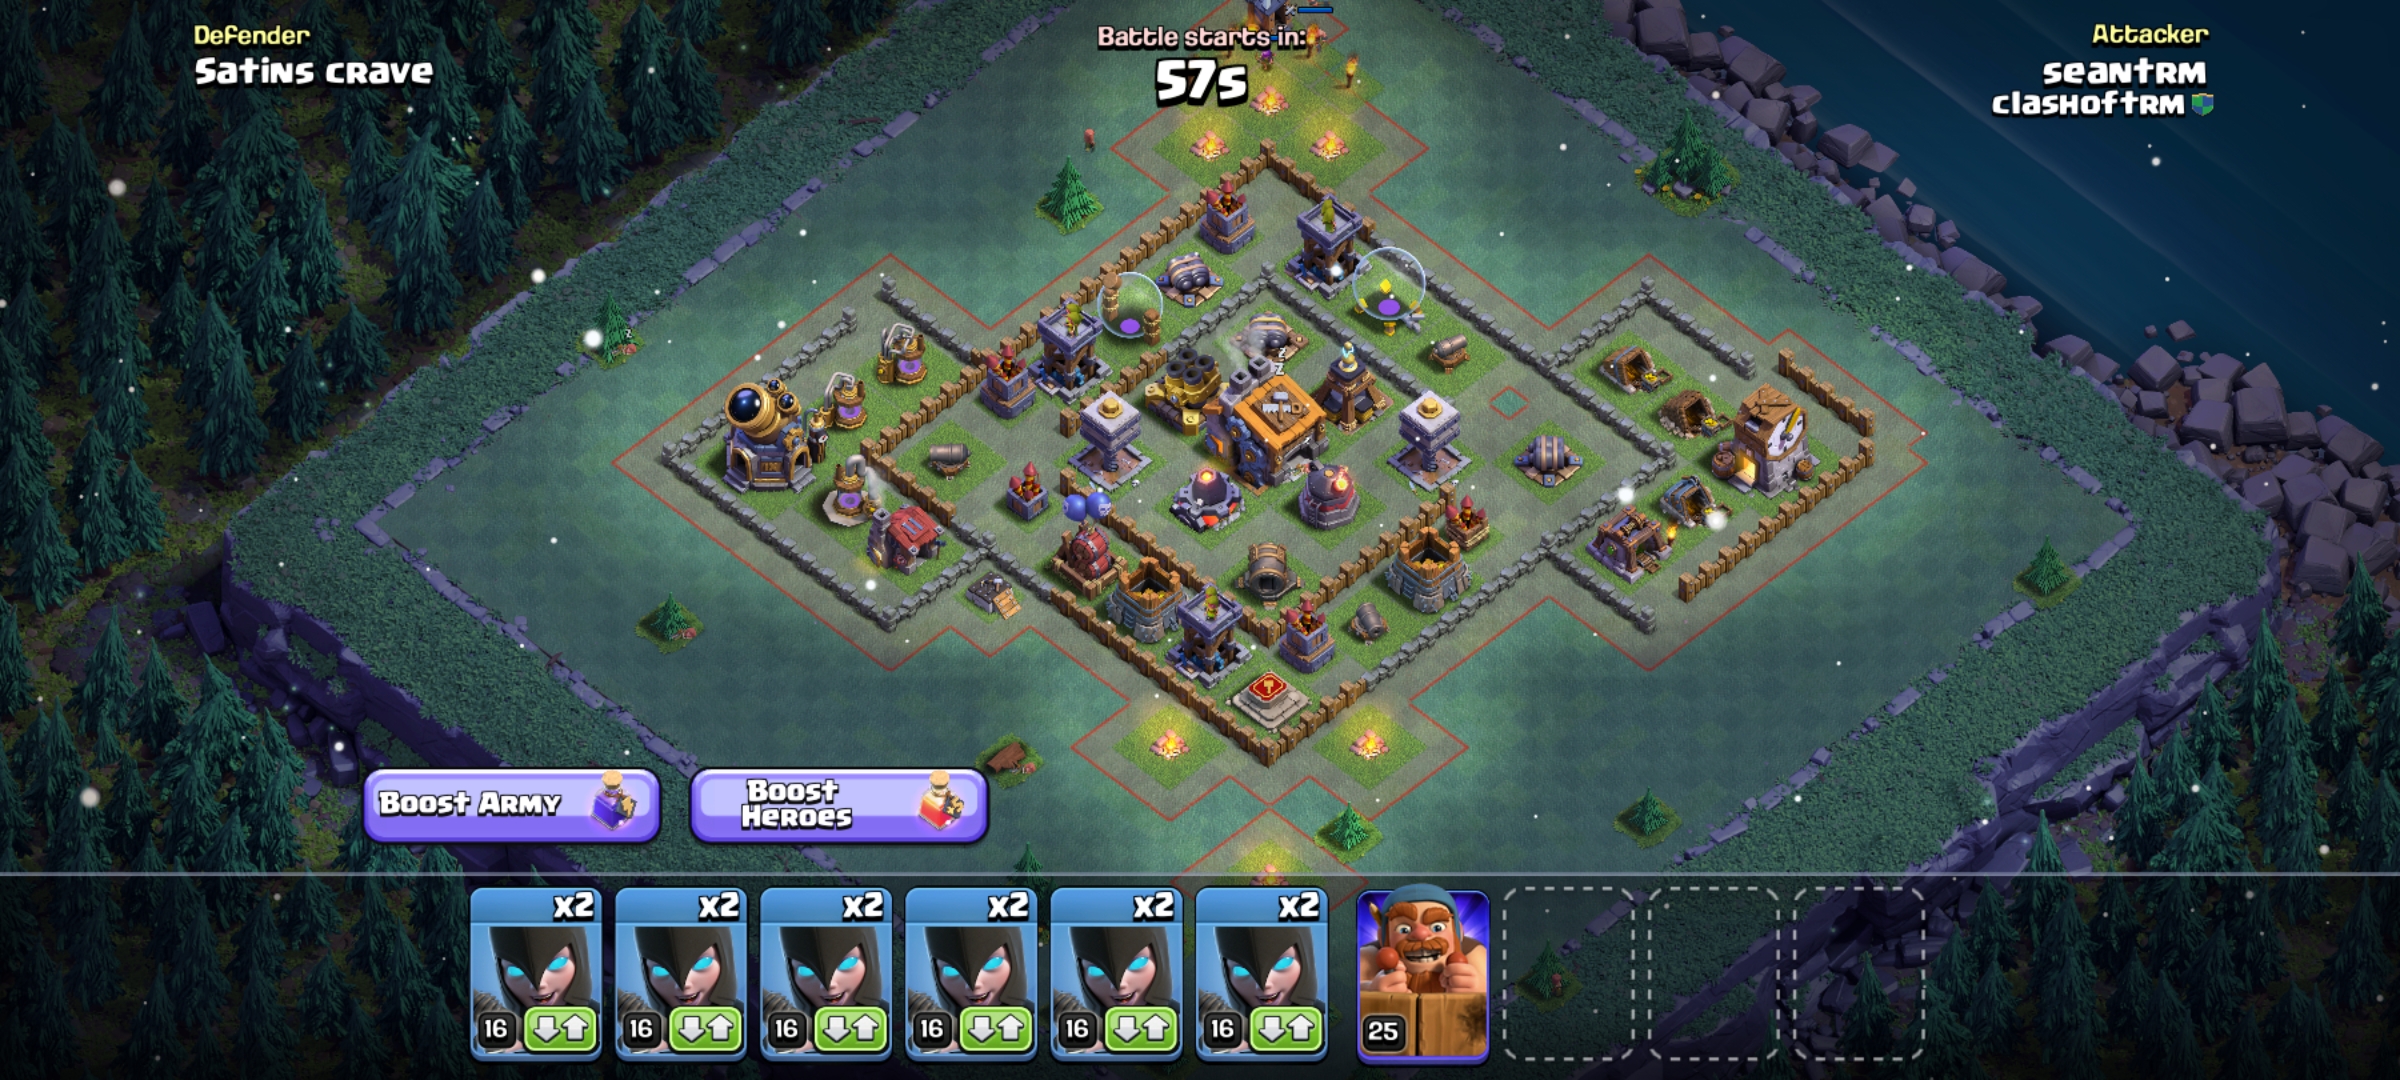 Defender
Satins crave
Battle starts in:
57s
Attacker
seantRM
clashoftRM
z
z
z
Boost Army
Boost
Heroes
x2
x2
x2
x2
x2
x2
16
16
16
16
16
16
25